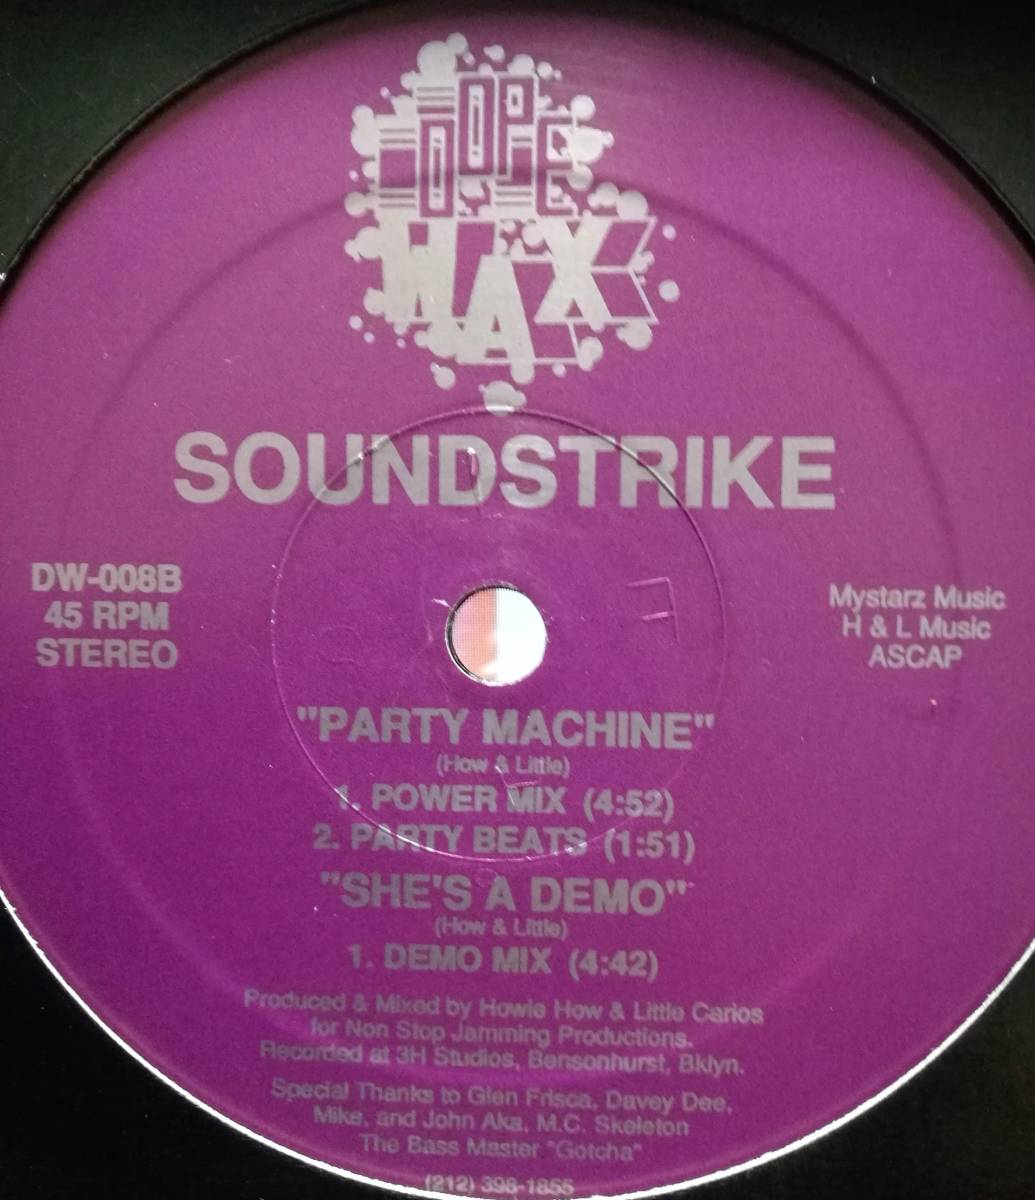 DOPE
WAX
SOUNDSTRIKE
DW-008B
45 RPM
STEREO
Mystarz Music
H & L Music
ASCAP
"PARTY MACHINE"
(How & Little)
1. POWER MIX (4:52)
2. PARTY BEATS (1:51)
"SHE'S A DEMO"
(How & Little)
1. DEMO MIX (4:42)
Produced & Mixed by Howie How & Little Carlos
for Non Stop Jamming Productions.
Recorded at 3H Studios, Bensonhurst, Bklyn.
Special Thanks to Glen Frisca, Davey Dee,
Mike, and John Aka, M.C. Skeleton
The Bass Master "Gotcha"
(212) 398-1855